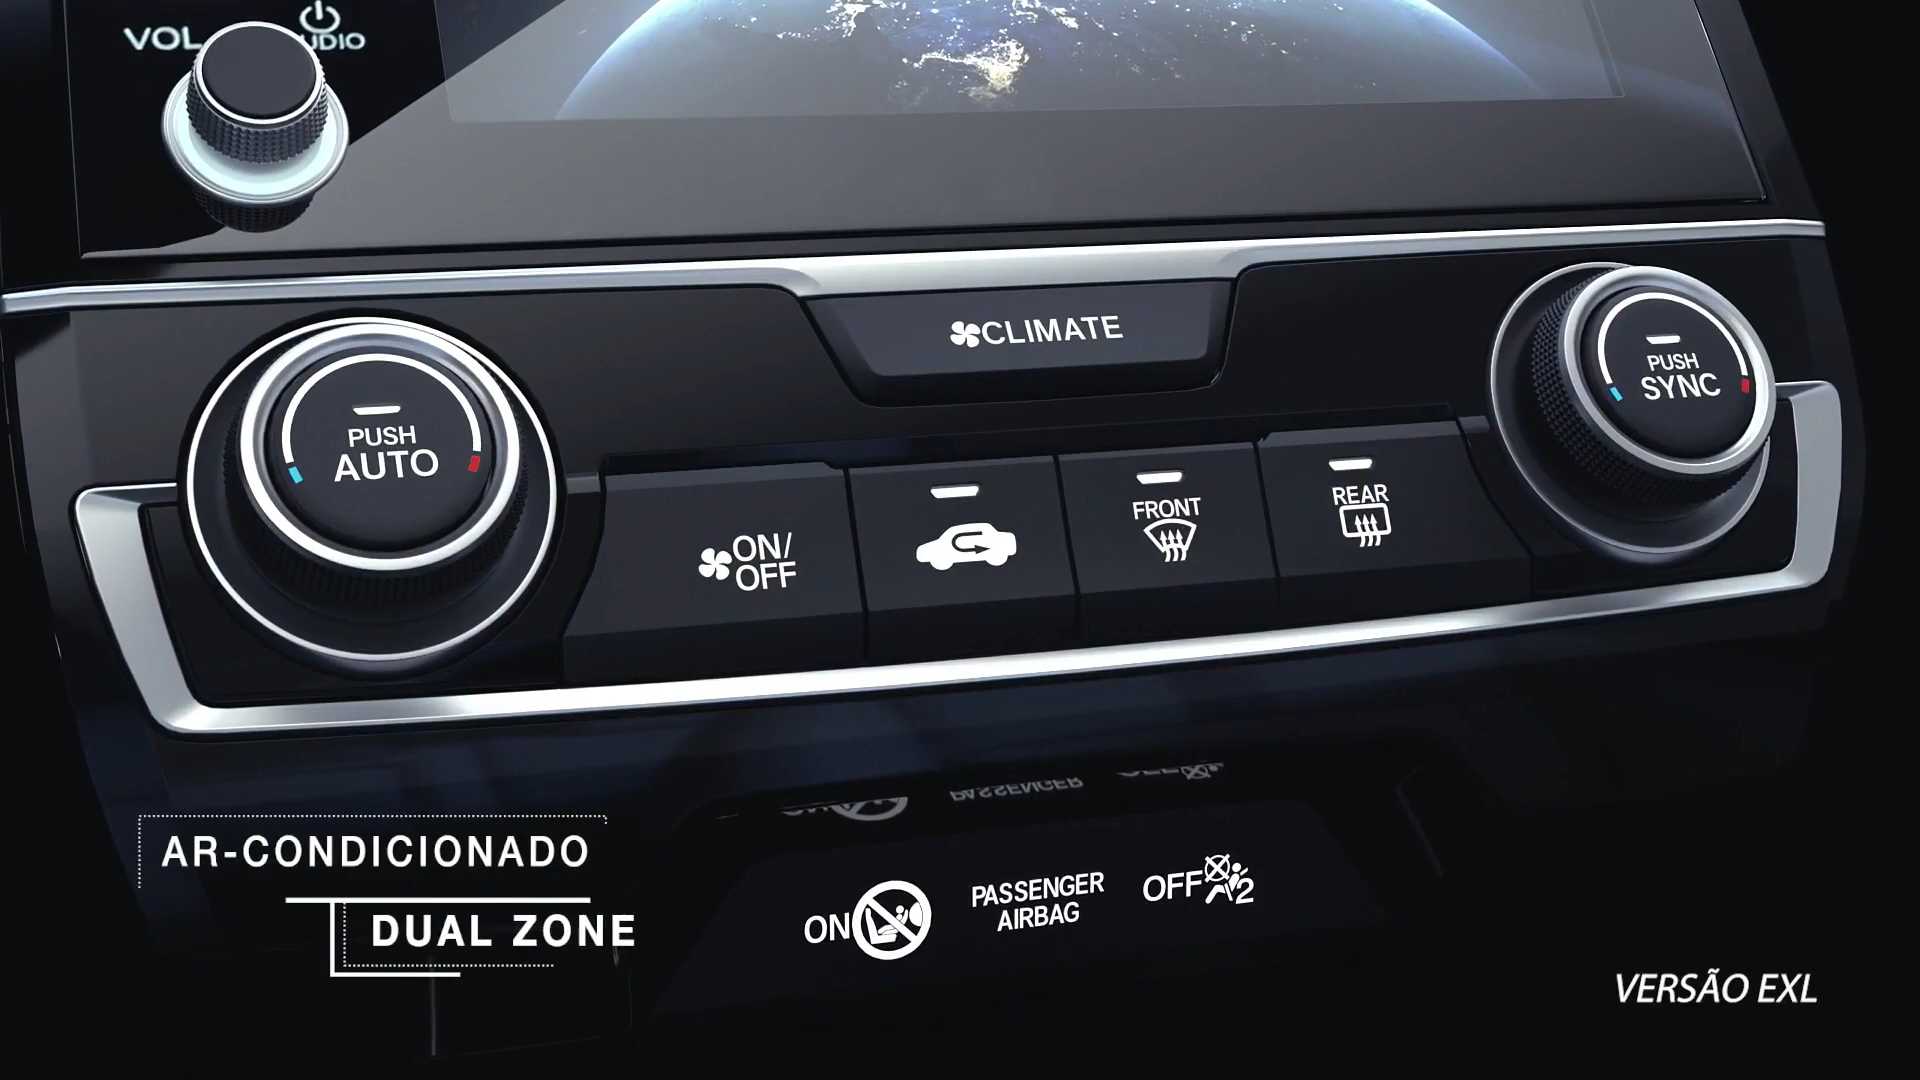 VOL
AUDIO
CLIMATE
PUSH
AUTO
PUSH
SYNC
ON/
OFF
FRONT
REAR
PASSENGER
ON
PASSENGER
AIRBAG
OFF
2
AR-CONDICIONADO
DUAL ZONE
VERSÃO EXL